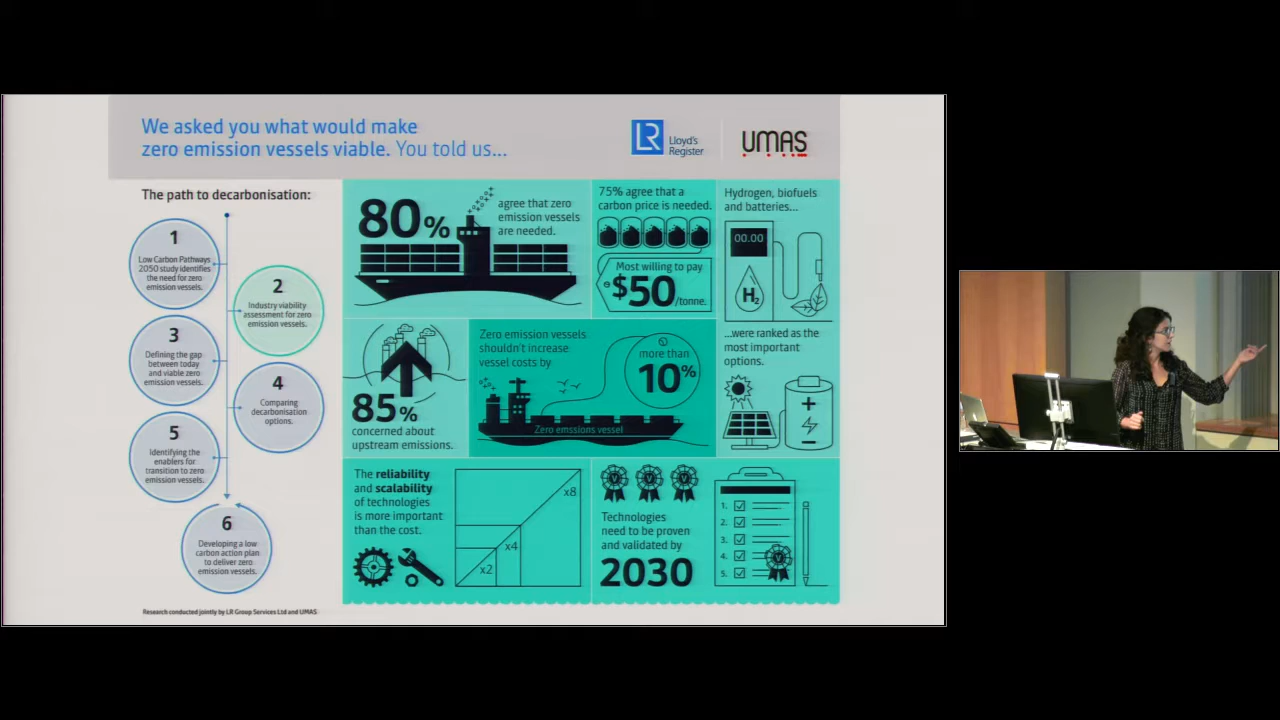 We asked you what would make
zero emission vessels viable. You told us...
LR
Lloyd's
Register
UMAS
The path to decarbonisation:
1
Low Carbon Pathways
2050 study identifies
the need for zero
emission vessels.
2
Industry viability
assessment for zero
emission vessels.
3
Defining the gap
between today
and viable zero
emission vessels.
4
Comparing
decarbonisation
options.
5
Identifying the
enablers for
transition to zero
emission vessels.
6
Developing a low
carbon action plan
to deliver zero
emission vessels.
Research conducted jointly by LR Group Services Ltd and UMAS
80%
agree that zero
emission vessels
are needed.
75% agree that a
carbon price is needed.
Most willing to pay
$50/tonne.
Hydrogen, biofuels
and batteries...
00.00
H2
...were ranked as the
most important
options.
85%
concerned about
upstream emissions.
Zero emission vessels
shouldn't increase
vessel costs by
more than
10%
Zero emssions vessel
The reliability
and scalability
of technologies
is more important
than the cost.
x8
x4
x2
Technologies
need to be proven
and validated by
2030
1.
2.
3.
4.
5.